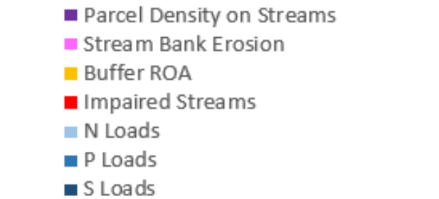 Parcel Density on Streams
Stream Bank Erosion
Buffer ROA
Impaired Streams
N Loads
P Loads
S Loads